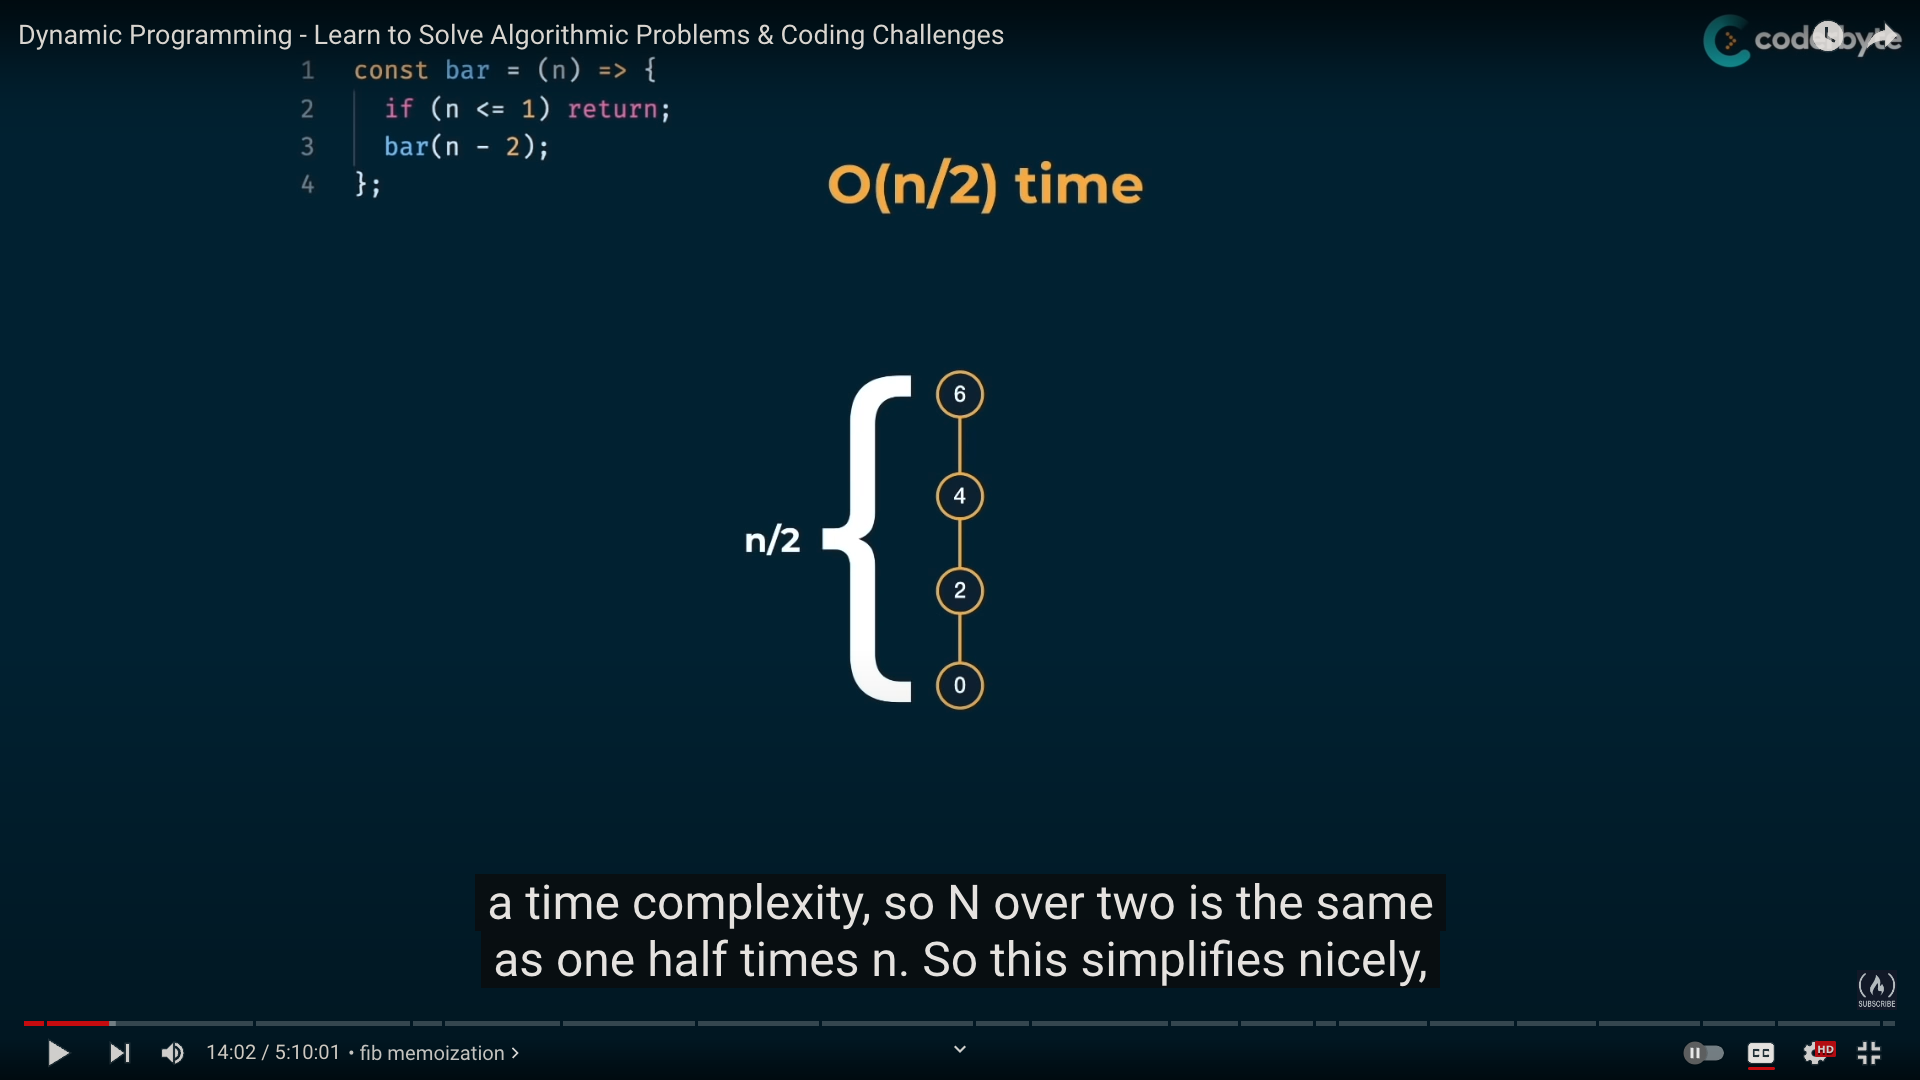 Dynamic Programming - Learn to Solve Algorithmic Problems & Coding Challenges
coderbyte
1 const bar = (n) => {
2 if (n <= 1) return;
3 bar(n - 2);
4 };
O(n/2) time
6
4
n/2
2
0
a time complexity, so N over two is the same
as one half times n. So this simplifies nicely,
SUBSCRIBE
14:02 / 5:10:01 • fib memoization >
CC
HD